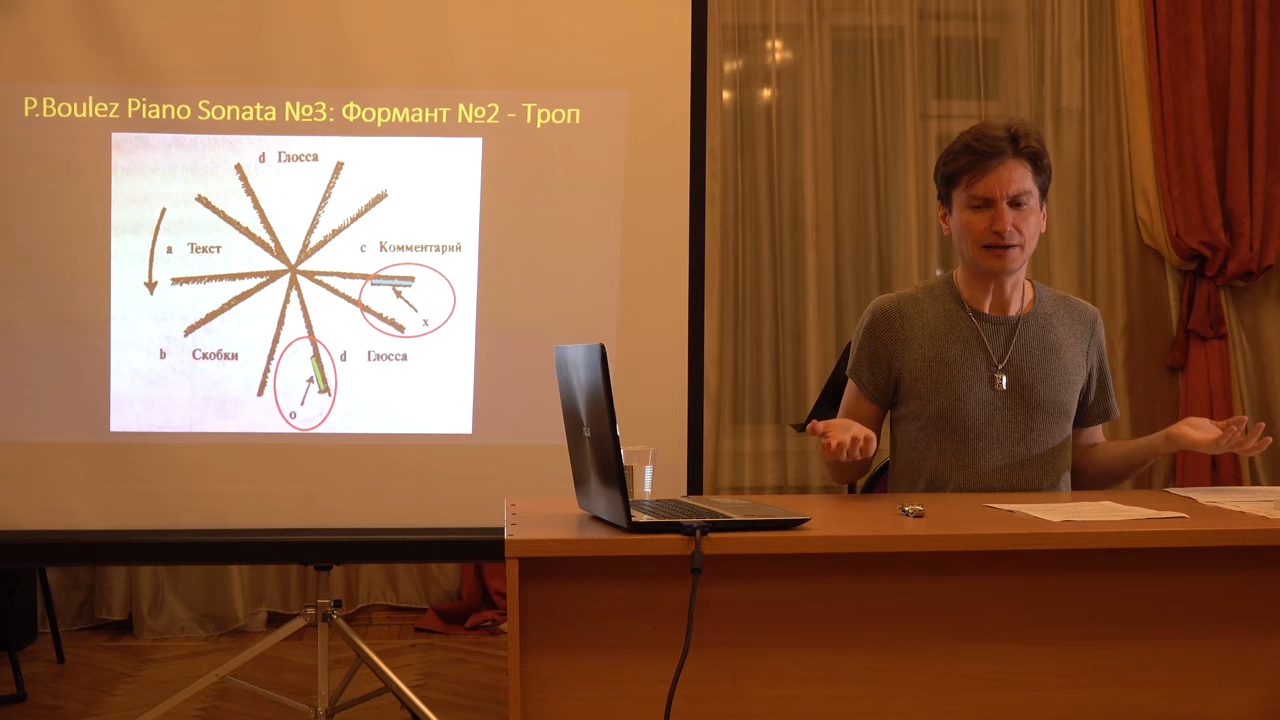 P.Boulez Piano Sonata №3: Формант №2 - Троп
d Глосса
a Текст
c Комментарий
x
b Скобки
d Глосса
o